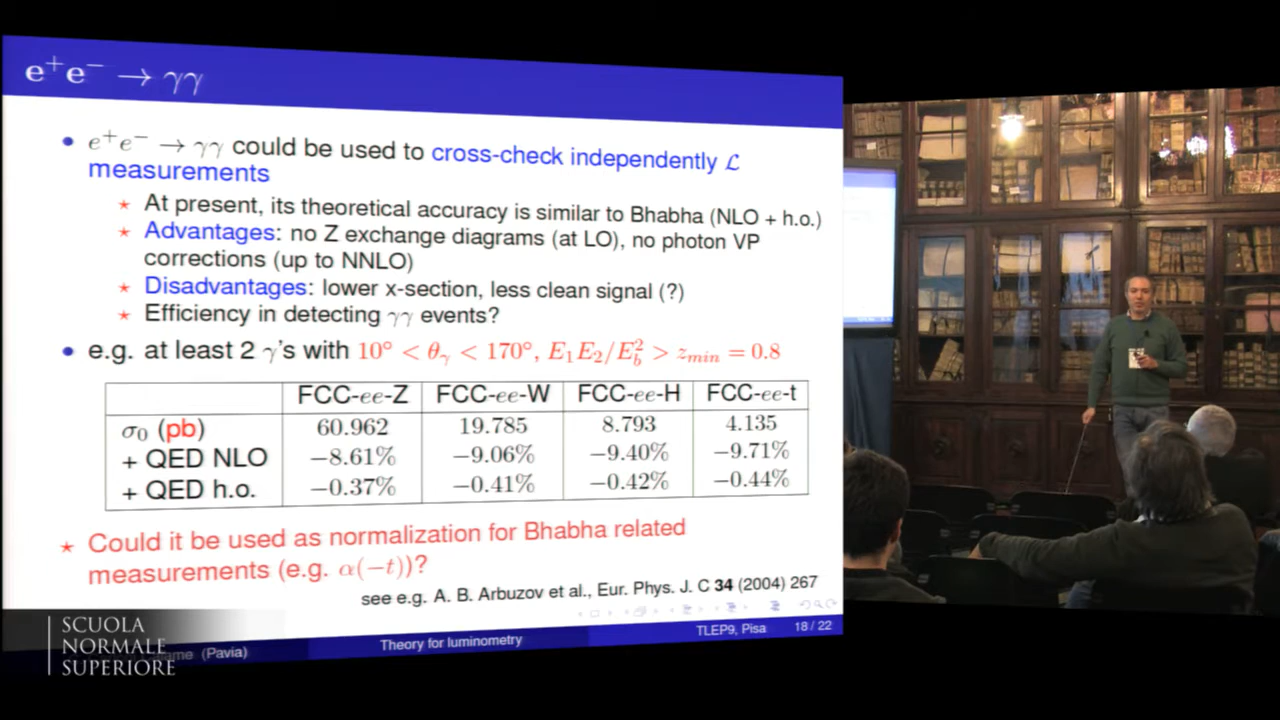 e⁺e⁻ → γγ
• e⁺e⁻ → γγ could be used to cross-check independently ℒ
measurements
⋆ At present, its theoretical accuracy is similar to Bhabha (NLO + h.o.)
⋆ Advantages: no Z exchange diagrams (at LO), no photon VP
corrections (up to NNLO)
⋆ Disadvantages: lower x-section, less clean signal (?)
⋆ Efficiency in detecting γγ events?
• e.g. at least 2 γ's with 10° < θ_γ < 170°, E₁E₂/E_b² > z_min = 0.8
FCC-ee-Z FCC-ee-W FCC-ee-H FCC-ee-t
σ₀ (pb) 60.962 19.785 8.793 4.135
+ QED NLO −8.61% −9.06% −9.40% −9.71%
+ QED h.o. −0.37% −0.41% −0.42% −0.44%
⋆ Could it be used as normalization for Bhabha related
measurements (e.g. α(−t))?
see e.g. A. B. Arbuzov et al., Eur. Phys. J. C 34 (2004) 267
(Pavia) Theory for luminometry TLEP9, Pisa 18 / 22
SCUOLA
NORMALE
SUPERIORE